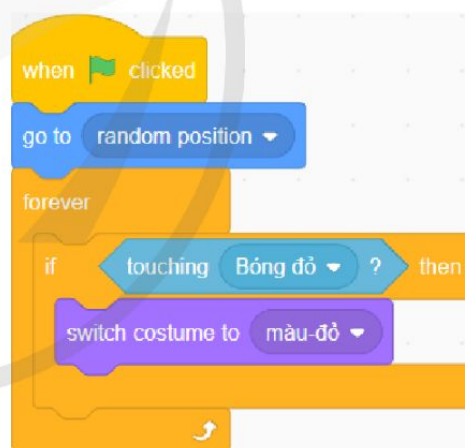 when clicked
go to random position
forever
if touching Bóng đỏ ? then
switch costume to màu-đỏ